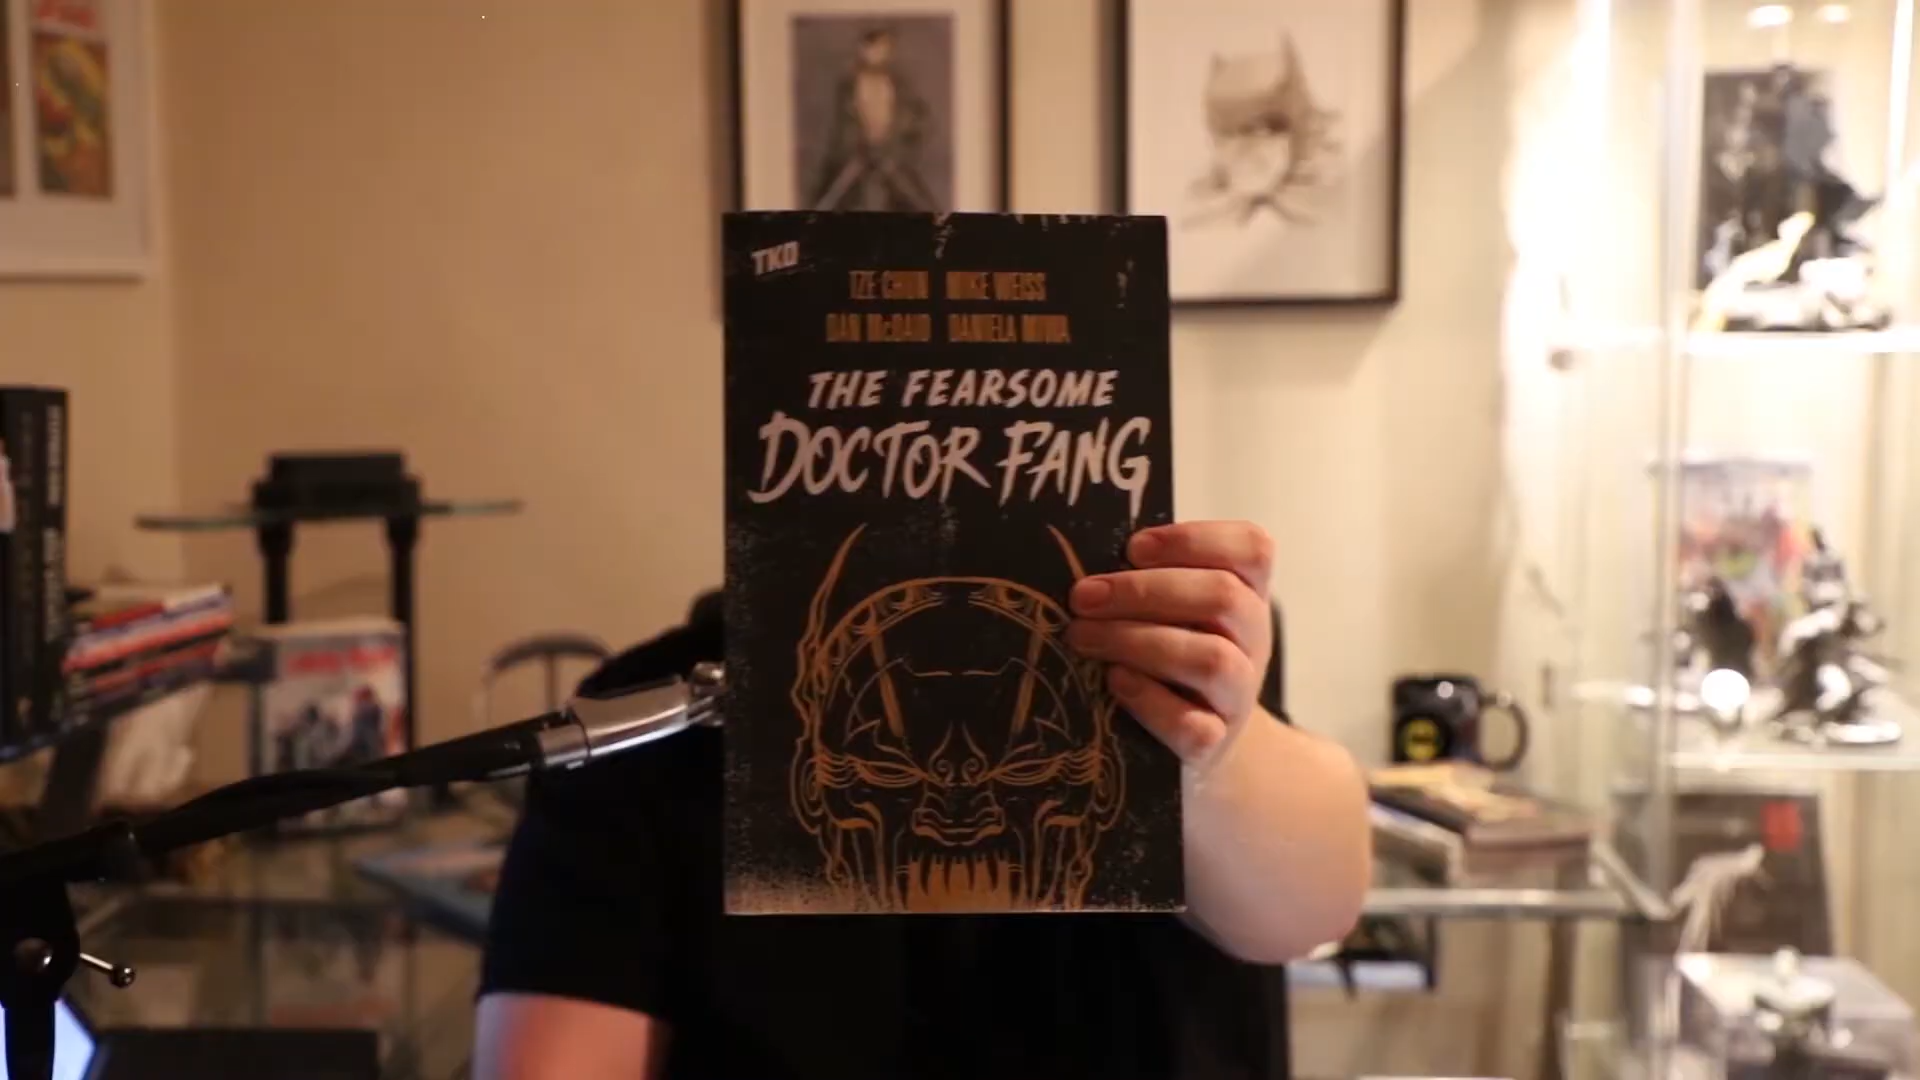 TKO
TZE CHUN MIKE WEISS
DAN McDAID DANIELA MIWA
THE FEARSOME
DOCTOR FANG